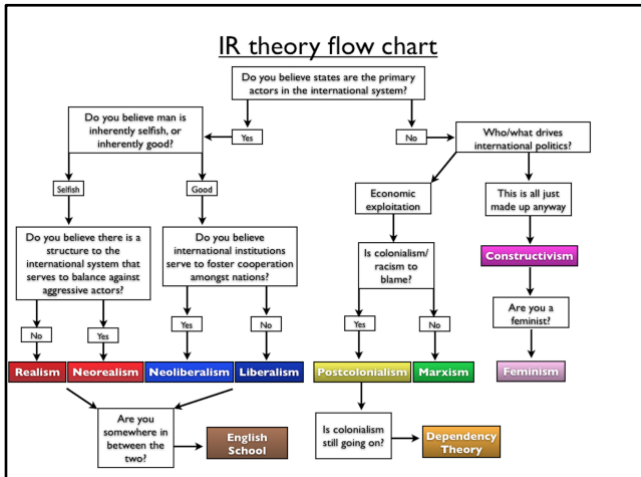 IR theory flow chart
Do you believe states are the primary
actors in the international system?
Do you believe man is
inherently selfish, or
inherently good?
Yes
No
Who/what drives
international politics?
Selfish
Good
Economic
exploitation
This is all just
made up anyway
Do you believe there is a
structure to the
international system that
serves to balance against
aggressive actors?
Do you believe
international institutions
serve to foster cooperation
amongst nations?
Is colonialism/
racism to
blame?
Constructivism
Are you a
feminist?
No
Yes
Yes
No
Yes
No
Realism
Neorealism
Neoliberalism
Liberalism
Postcolonialism
Marxism
Feminism
Are you
somewhere in
between the
two?
English
School
Is colonialism
still going on?
Dependency
Theory